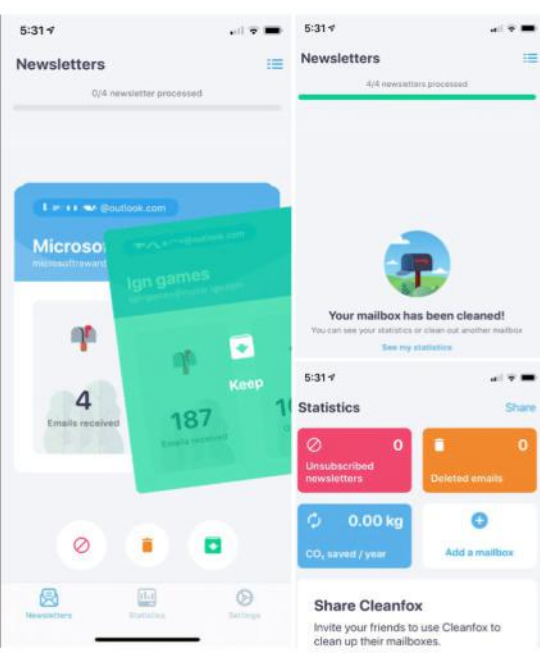 5:31
Newsletters
0/4 newsletter processed
@outlook.com
Microso
microsoftreward
@outlook.com
Ign games
4
Emails received
187
Emails received
Keep
Newsletters
Statistics
Settings
5:31
Newsletters
4/4 newsletters processed
Your mailbox has been cleaned!
You can see your statistics or clean out another mailbox
See my statistics
5:31
Statistics
Share
0
Unsubscribed
newsletters
0
Deleted emails
0.00 kg
CO₂ saved / year
Add a mailbox
Share Cleanfox
Invite your friends to use Cleanfox to
clean up their mailboxes.